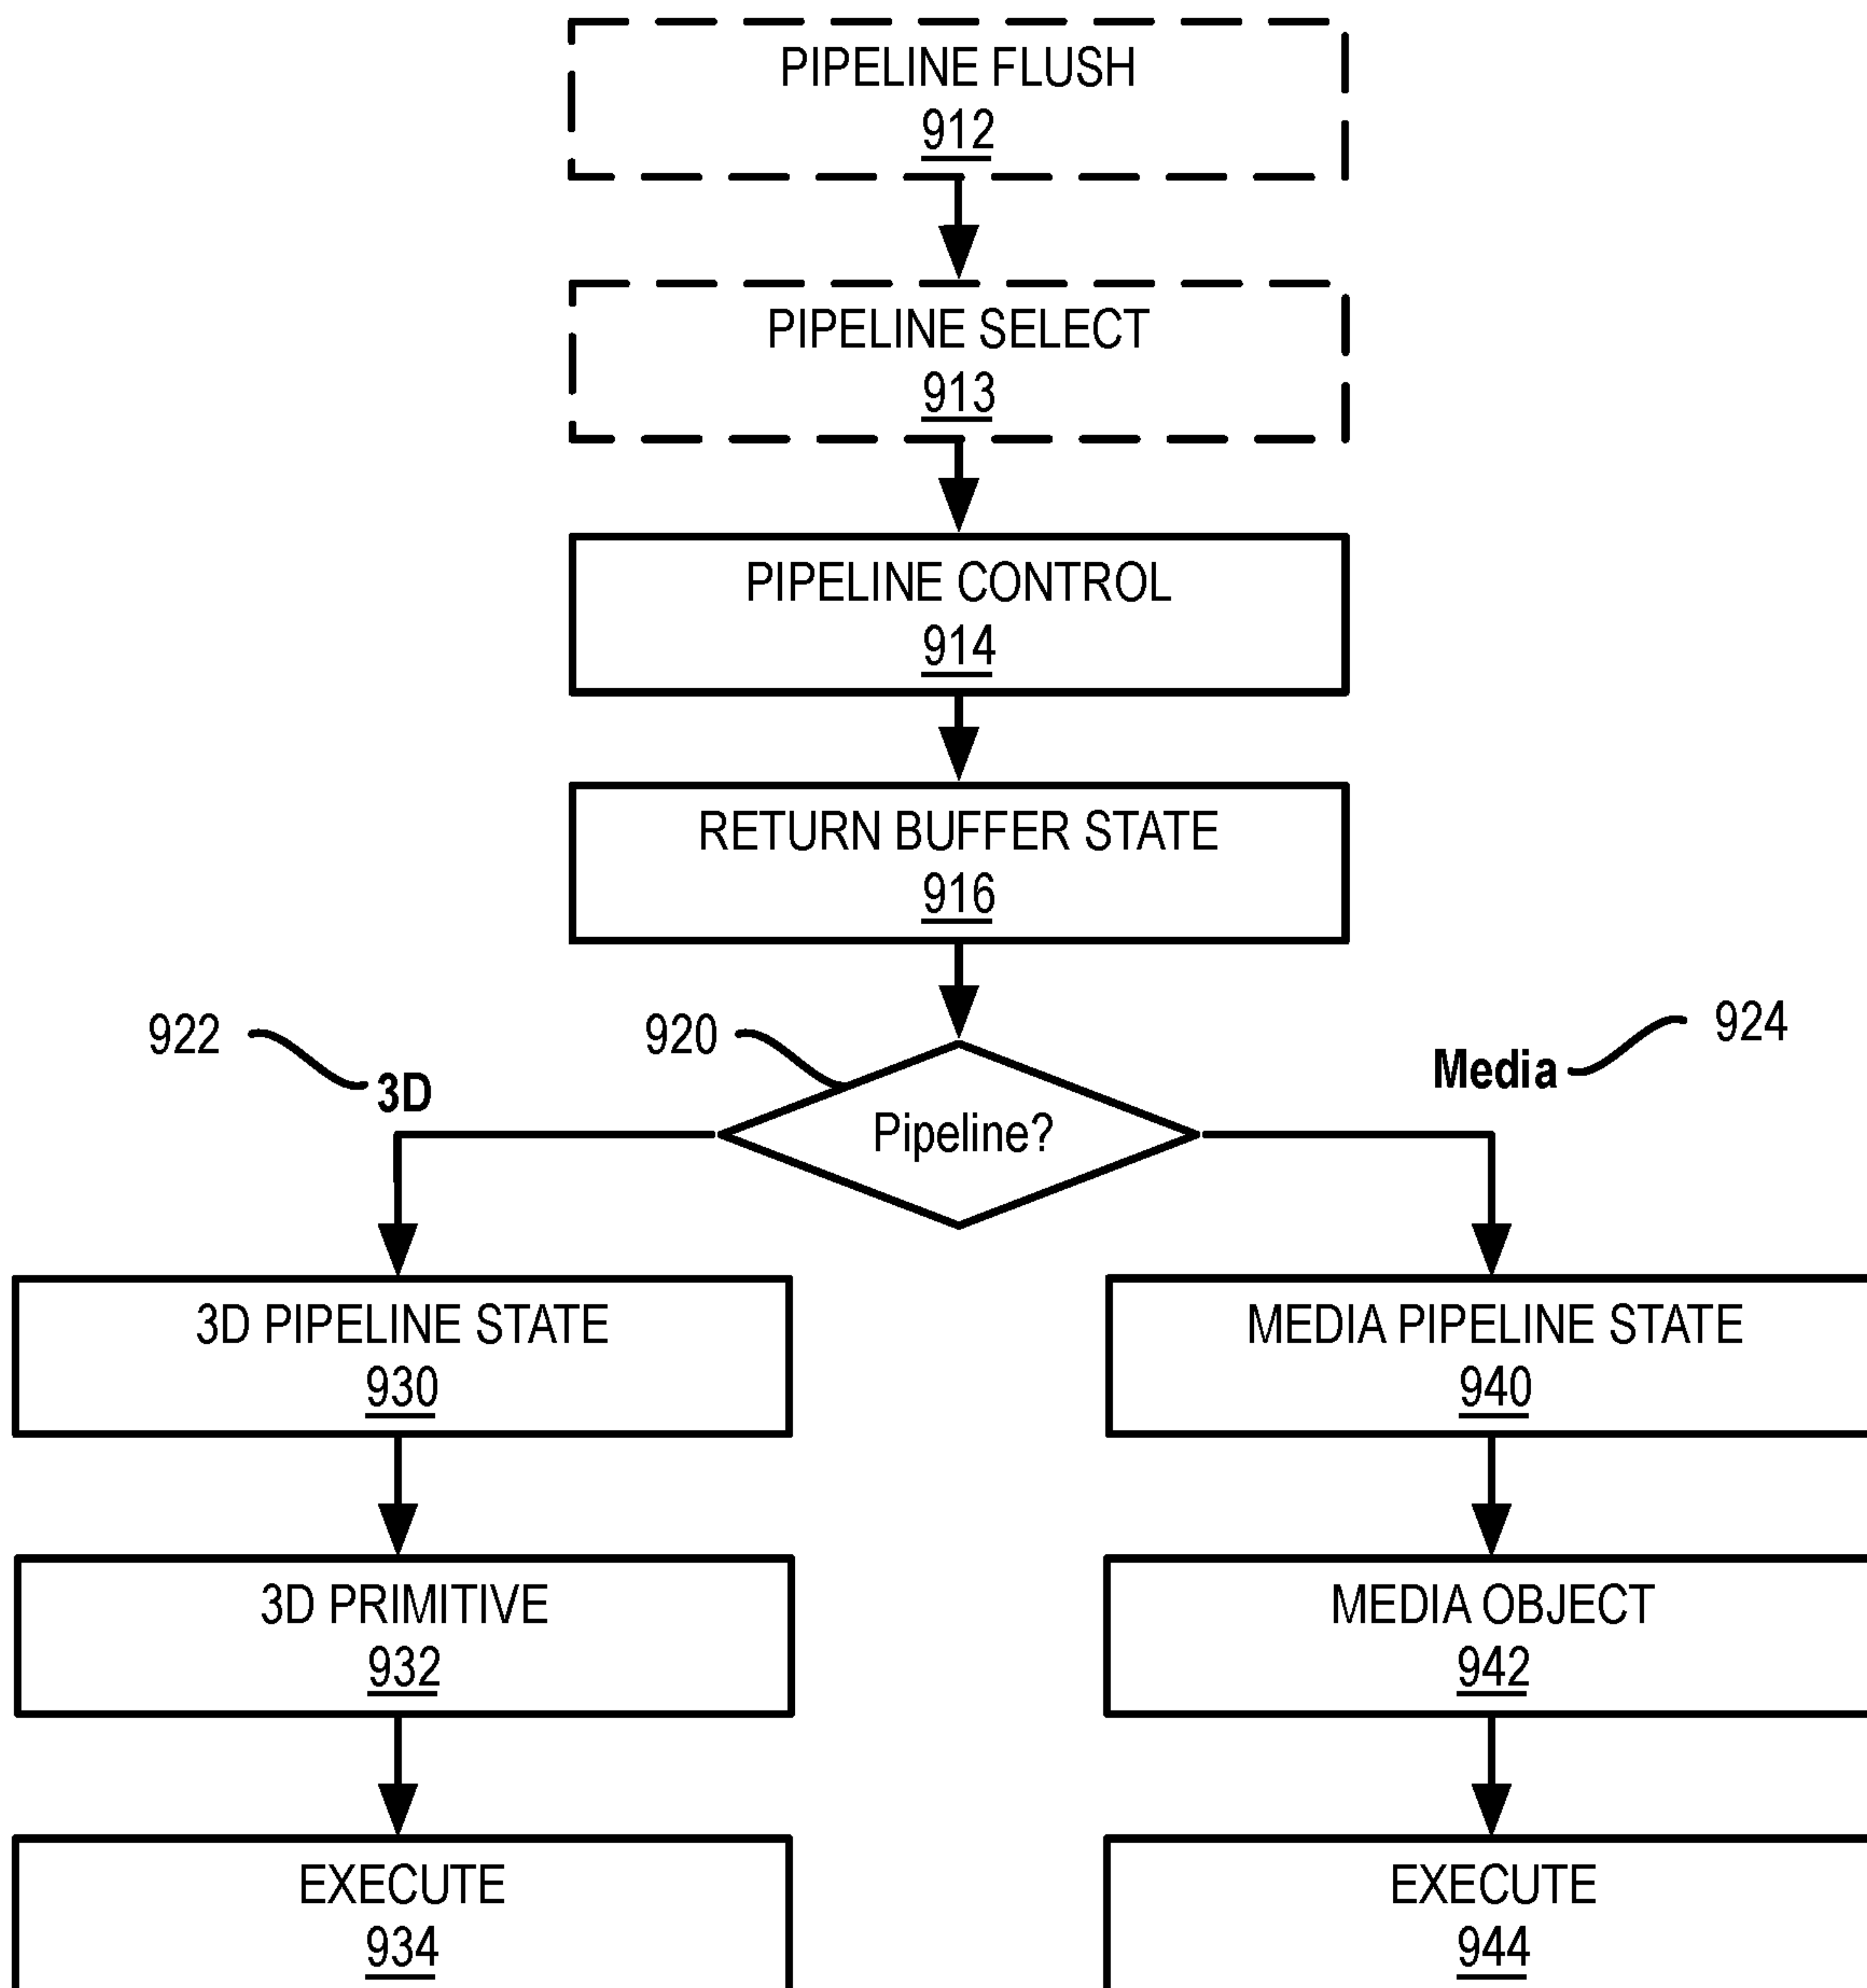 PIPELINE FLUSH
912
PIPELINE SELECT
913
PIPELINE CONTROL
914
RETURN BUFFER STATE
916
922
920
924
3D
Media
Pipeline?
3D PIPELINE STATE
930
MEDIA PIPELINE STATE
940
3D PRIMITIVE
932
MEDIA OBJECT
942
EXECUTE
934
EXECUTE
944